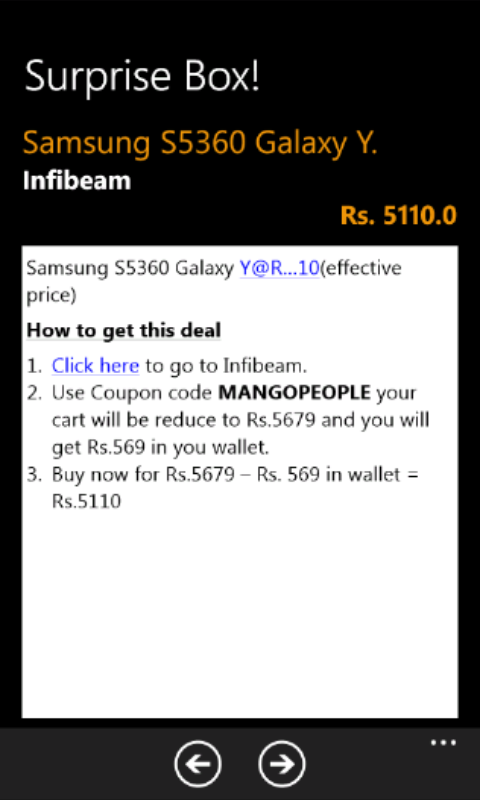 Surprise Box!
Samsung S5360 Galaxy Y.
Infibeam
Rs. 5110.0
Samsung S5360 Galaxy Y@R...10(effective
price)
How to get this deal
1. Click here to go to Infibeam.
2. Use Coupon code MANGOPEOPLE your
cart will be reduce to Rs.5679 and you will
get Rs.569 in you wallet.
3. Buy now for Rs.5679 – Rs. 569 in wallet =
Rs.5110